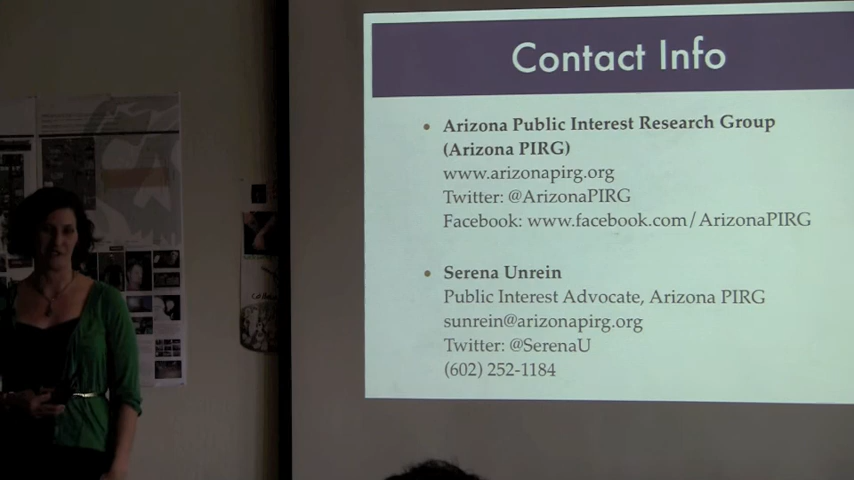 Contact Info
• Arizona Public Interest Research Group
(Arizona PIRG)
www.arizonapirg.org
Twitter: @ArizonaPIRG
Facebook: www.facebook.com/ArizonaPIRG
• Serena Unrein
Public Interest Advocate, Arizona PIRG
sunrein@arizonapirg.org
Twitter: @SerenaU
(602) 252-1184